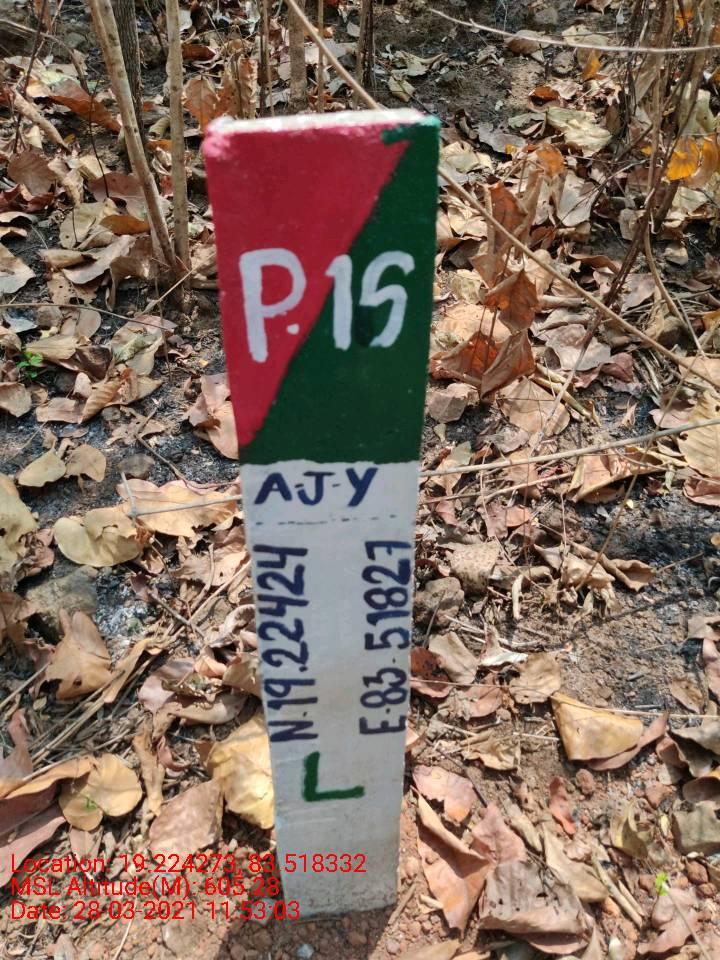 P.15
A-J-Y
N.19.22424
E.83.51827
L
Location: 19.224273, 83.518332
MSL Altitude(M): 605.28
Date: 28-03-2021 11:53:03